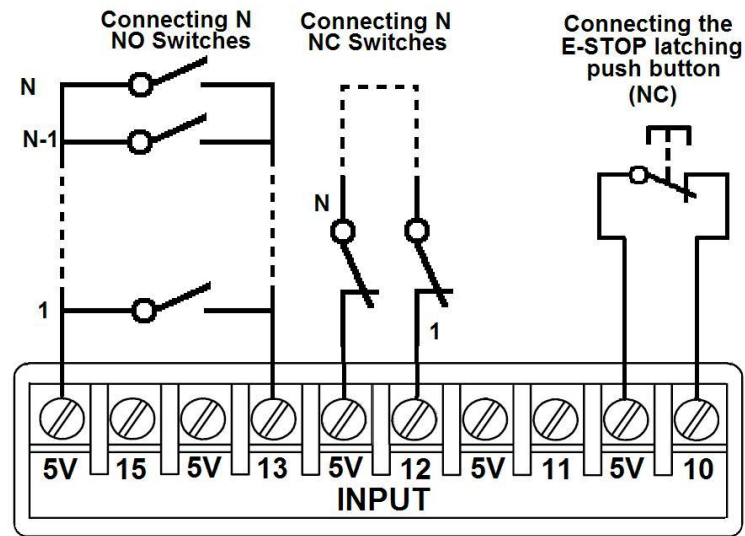 Connecting N
NO Switches
Connecting N
NC Switches
Connecting the
E-STOP latching
push button
(NC)
N
N-1
1
N
1
5V 15 5V 13 5V 12 5V 11 5V 10
INPUT